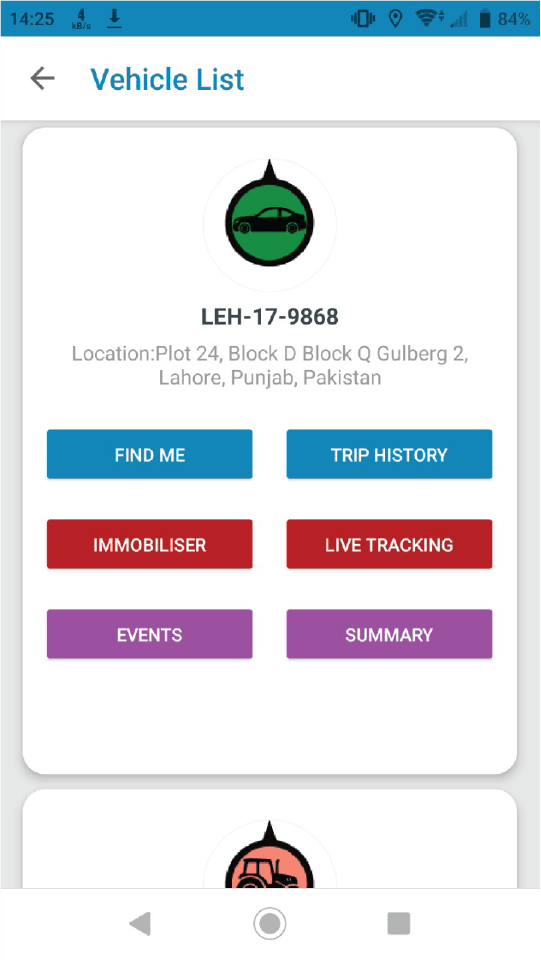 14:25 4 kB/s 84%
Vehicle List
LEH-17-9868
Location:Plot 24, Block D Block Q Gulberg 2,
Lahore, Punjab, Pakistan
FIND ME TRIP HISTORY
IMMOBILISER LIVE TRACKING
EVENTS SUMMARY